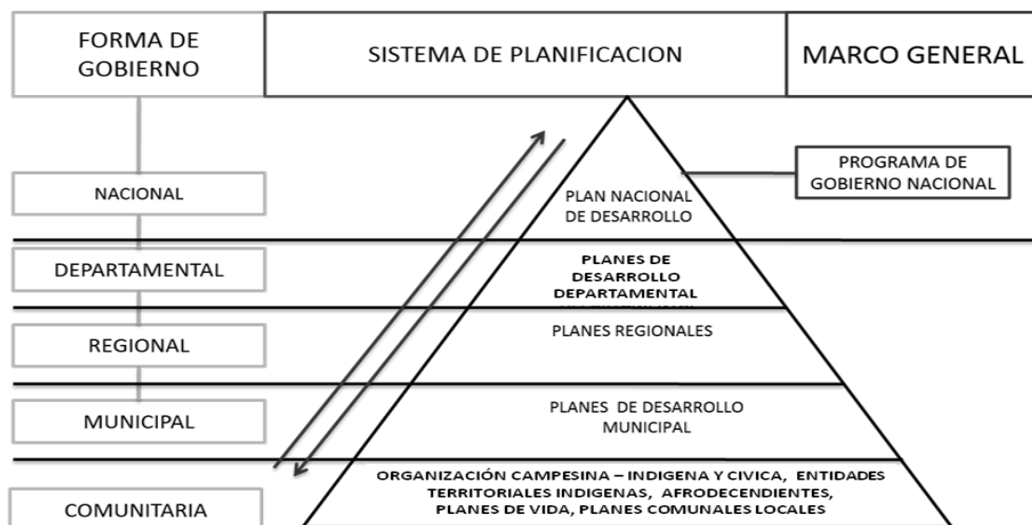 FORMA DE
GOBIERNO
SISTEMA DE PLANIFICACION
MARCO GENERAL
NACIONAL
PLAN NACIONAL
DE DESARROLLO
PROGRAMA DE
GOBIERNO NACIONAL
DEPARTAMENTAL
PLANES DE
DESARROLLO
DEPARTAMENTAL
REGIONAL
PLANES REGIONALES
MUNICIPAL
PLANES DE DESARROLLO
MUNICIPAL
COMUNITARIA
ORGANIZACIÓN CAMPESINA – INDIGENA Y CIVICA, ENTIDADES
TERRITORIALES INDIGENAS, AFRODECENDIENTES,
PLANES DE VIDA, PLANES COMUNALES LOCALES